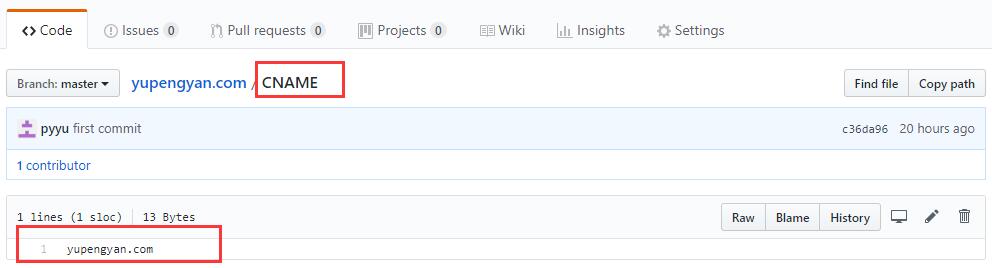 Code Issues 0 Pull requests 0 Projects 0 Wiki Insights Settings
Branch: master yupengyan.com / CNAME Find file Copy path
pyyu first commit c36da96 20 hours ago
1 contributor
1 lines (1 sloc) 13 Bytes Raw Blame History
1 yupengyan.com